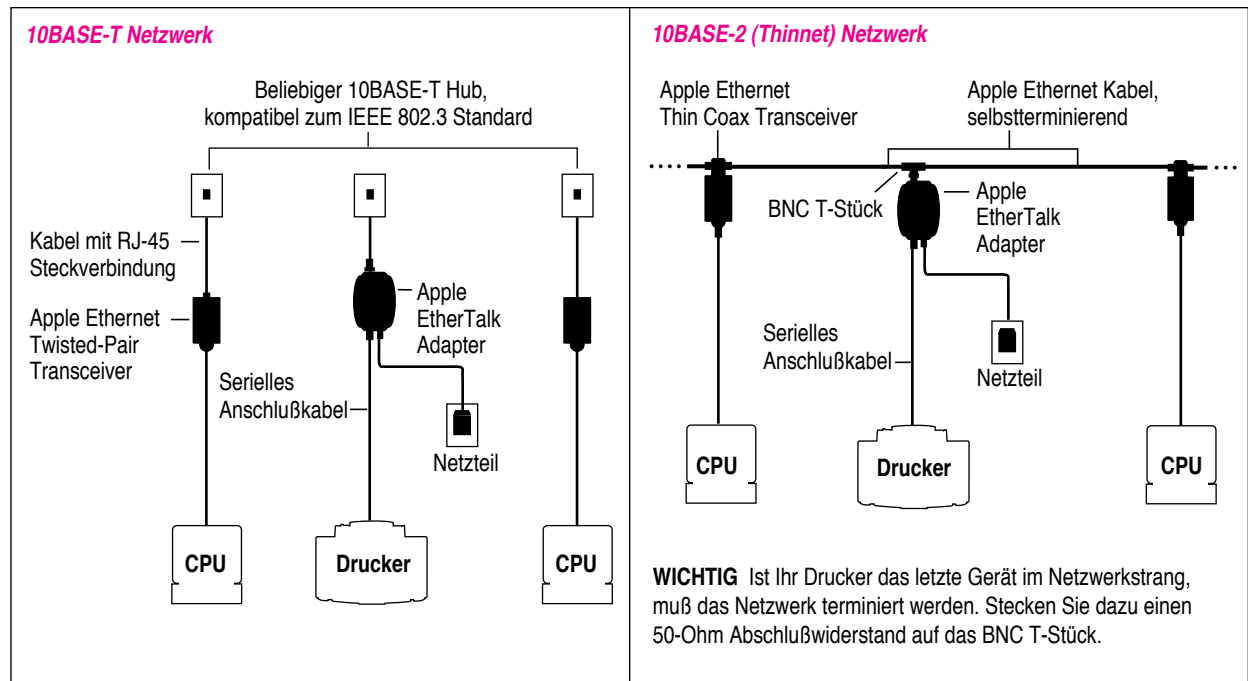 10BASE-T Netzwerk
Beliebiger 10BASE-T Hub,
kompatibel zum IEEE 802.3 Standard
Kabel mit RJ-45
Steckverbindung
Apple Ethernet
Twisted-Pair
Transceiver
Apple
EtherTalk
Adapter
Serielles
Anschlußkabel
Netzteil
CPU
Drucker
CPU
10BASE-2 (Thinnet) Netzwerk
Apple Ethernet
Thin Coax Transceiver
Apple Ethernet Kabel,
selbstterminierend
BNC T-Stück
Apple
EtherTalk
Adapter
Serielles
Anschlußkabel
Netzteil
CPU
Drucker
CPU
WICHTIG Ist Ihr Drucker das letzte Gerät im Netzwerkstrang,
muß das Netzwerk terminiert werden. Stecken Sie dazu einen
50-Ohm Abschlußwiderstand auf das BNC T-Stück.